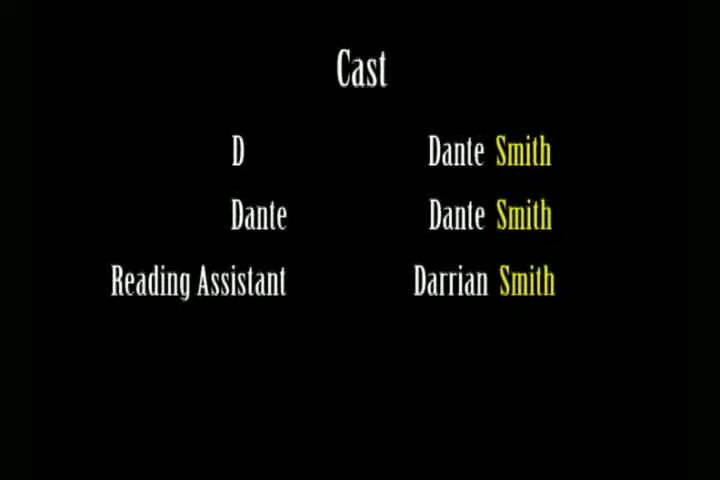 Cast
D Dante Smith
Dante Dante Smith
Reading Assistant Darrian Smith